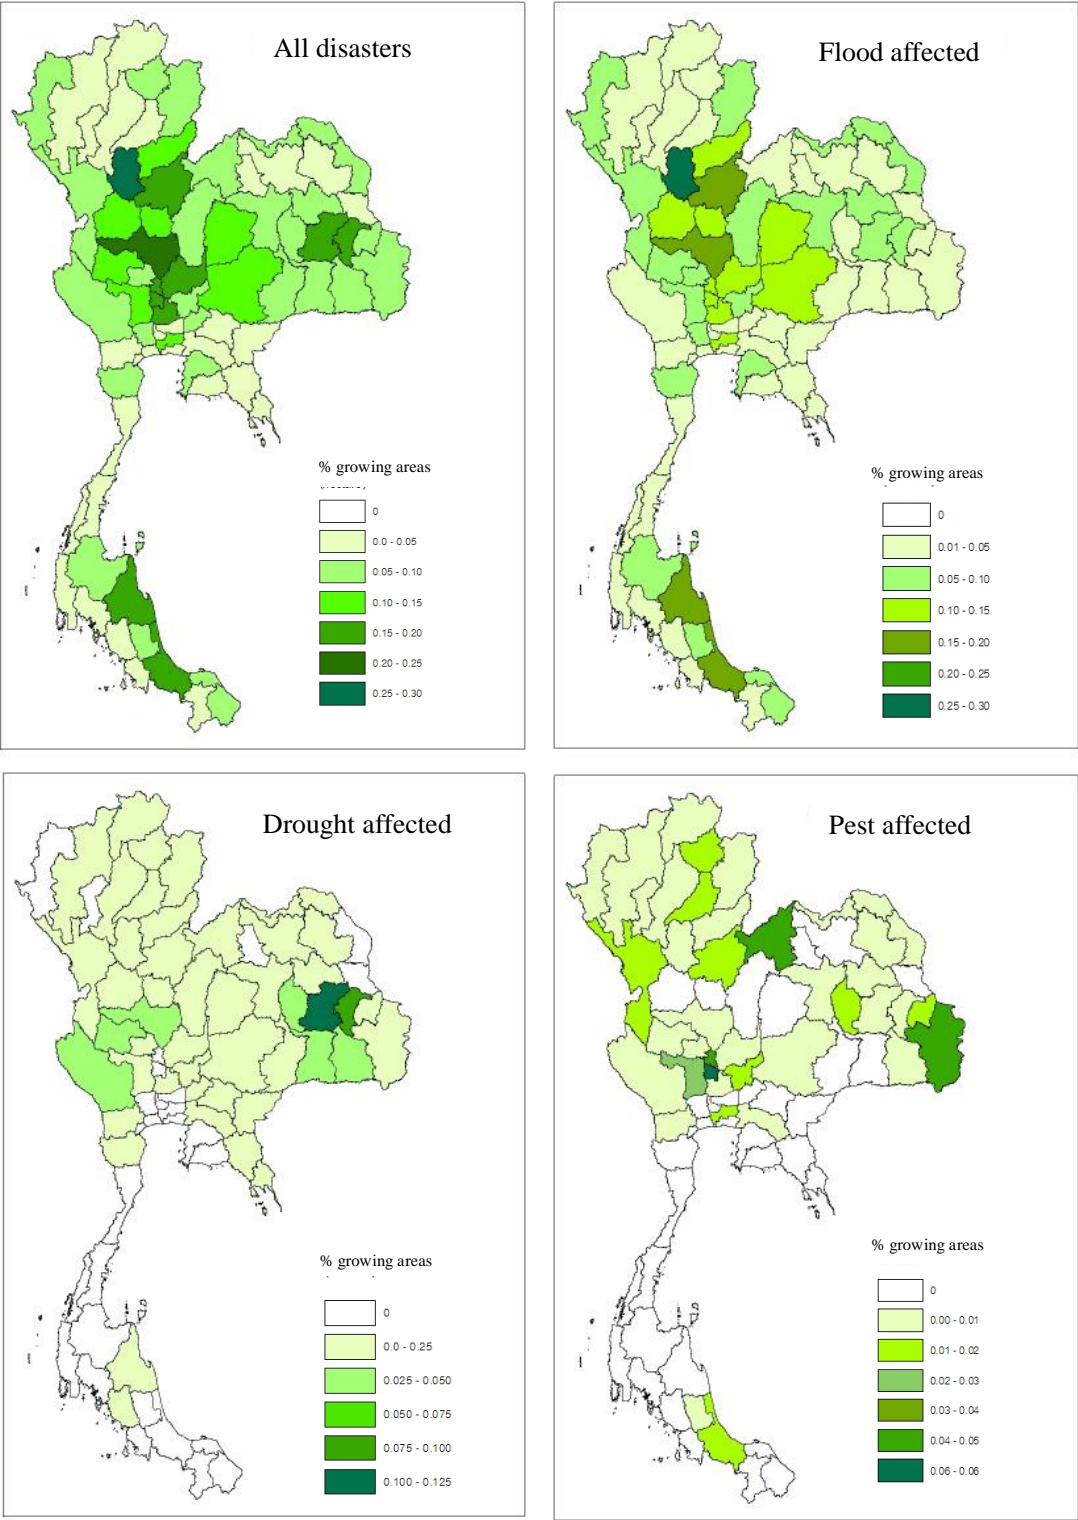 All disasters
% growing areas
0
0.0 - 0.05
0.05 - 0.10
0.10 - 0.15
0.15 - 0.20
0.20 - 0.25
0.25 - 0.30
Flood affected
% growing areas
0
0.01 - 0.05
0.05 - 0.10
0.10 - 0.15
0.15 - 0.20
0.20 - 0.25
0.25 - 0.30
Drought affected
% growing areas
0
0.0 - 0.25
0.025 - 0.050
0.050 - 0.075
0.075 - 0.100
0.100 - 0.125
Pest affected
% growing areas
0
0.00 - 0.01
0.01 - 0.02
0.02 - 0.03
0.03 - 0.04
0.04 - 0.05
0.06 - 0.06